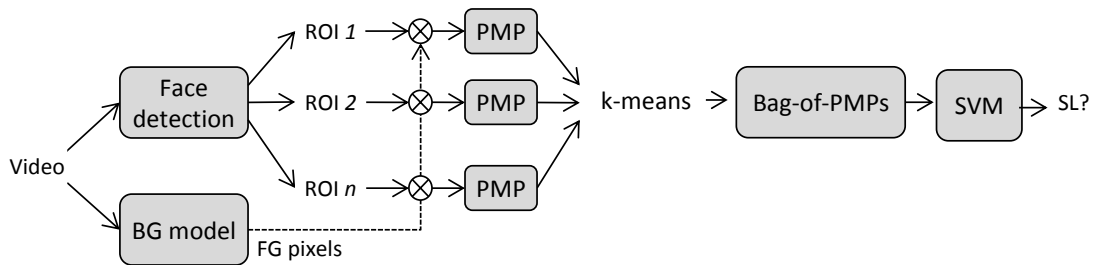 Video
Face
detection
BG model
FG pixels
ROI 1
ROI 2
ROI n
PMP
PMP
PMP
k-means
Bag-of-PMPs
SVM
SL?